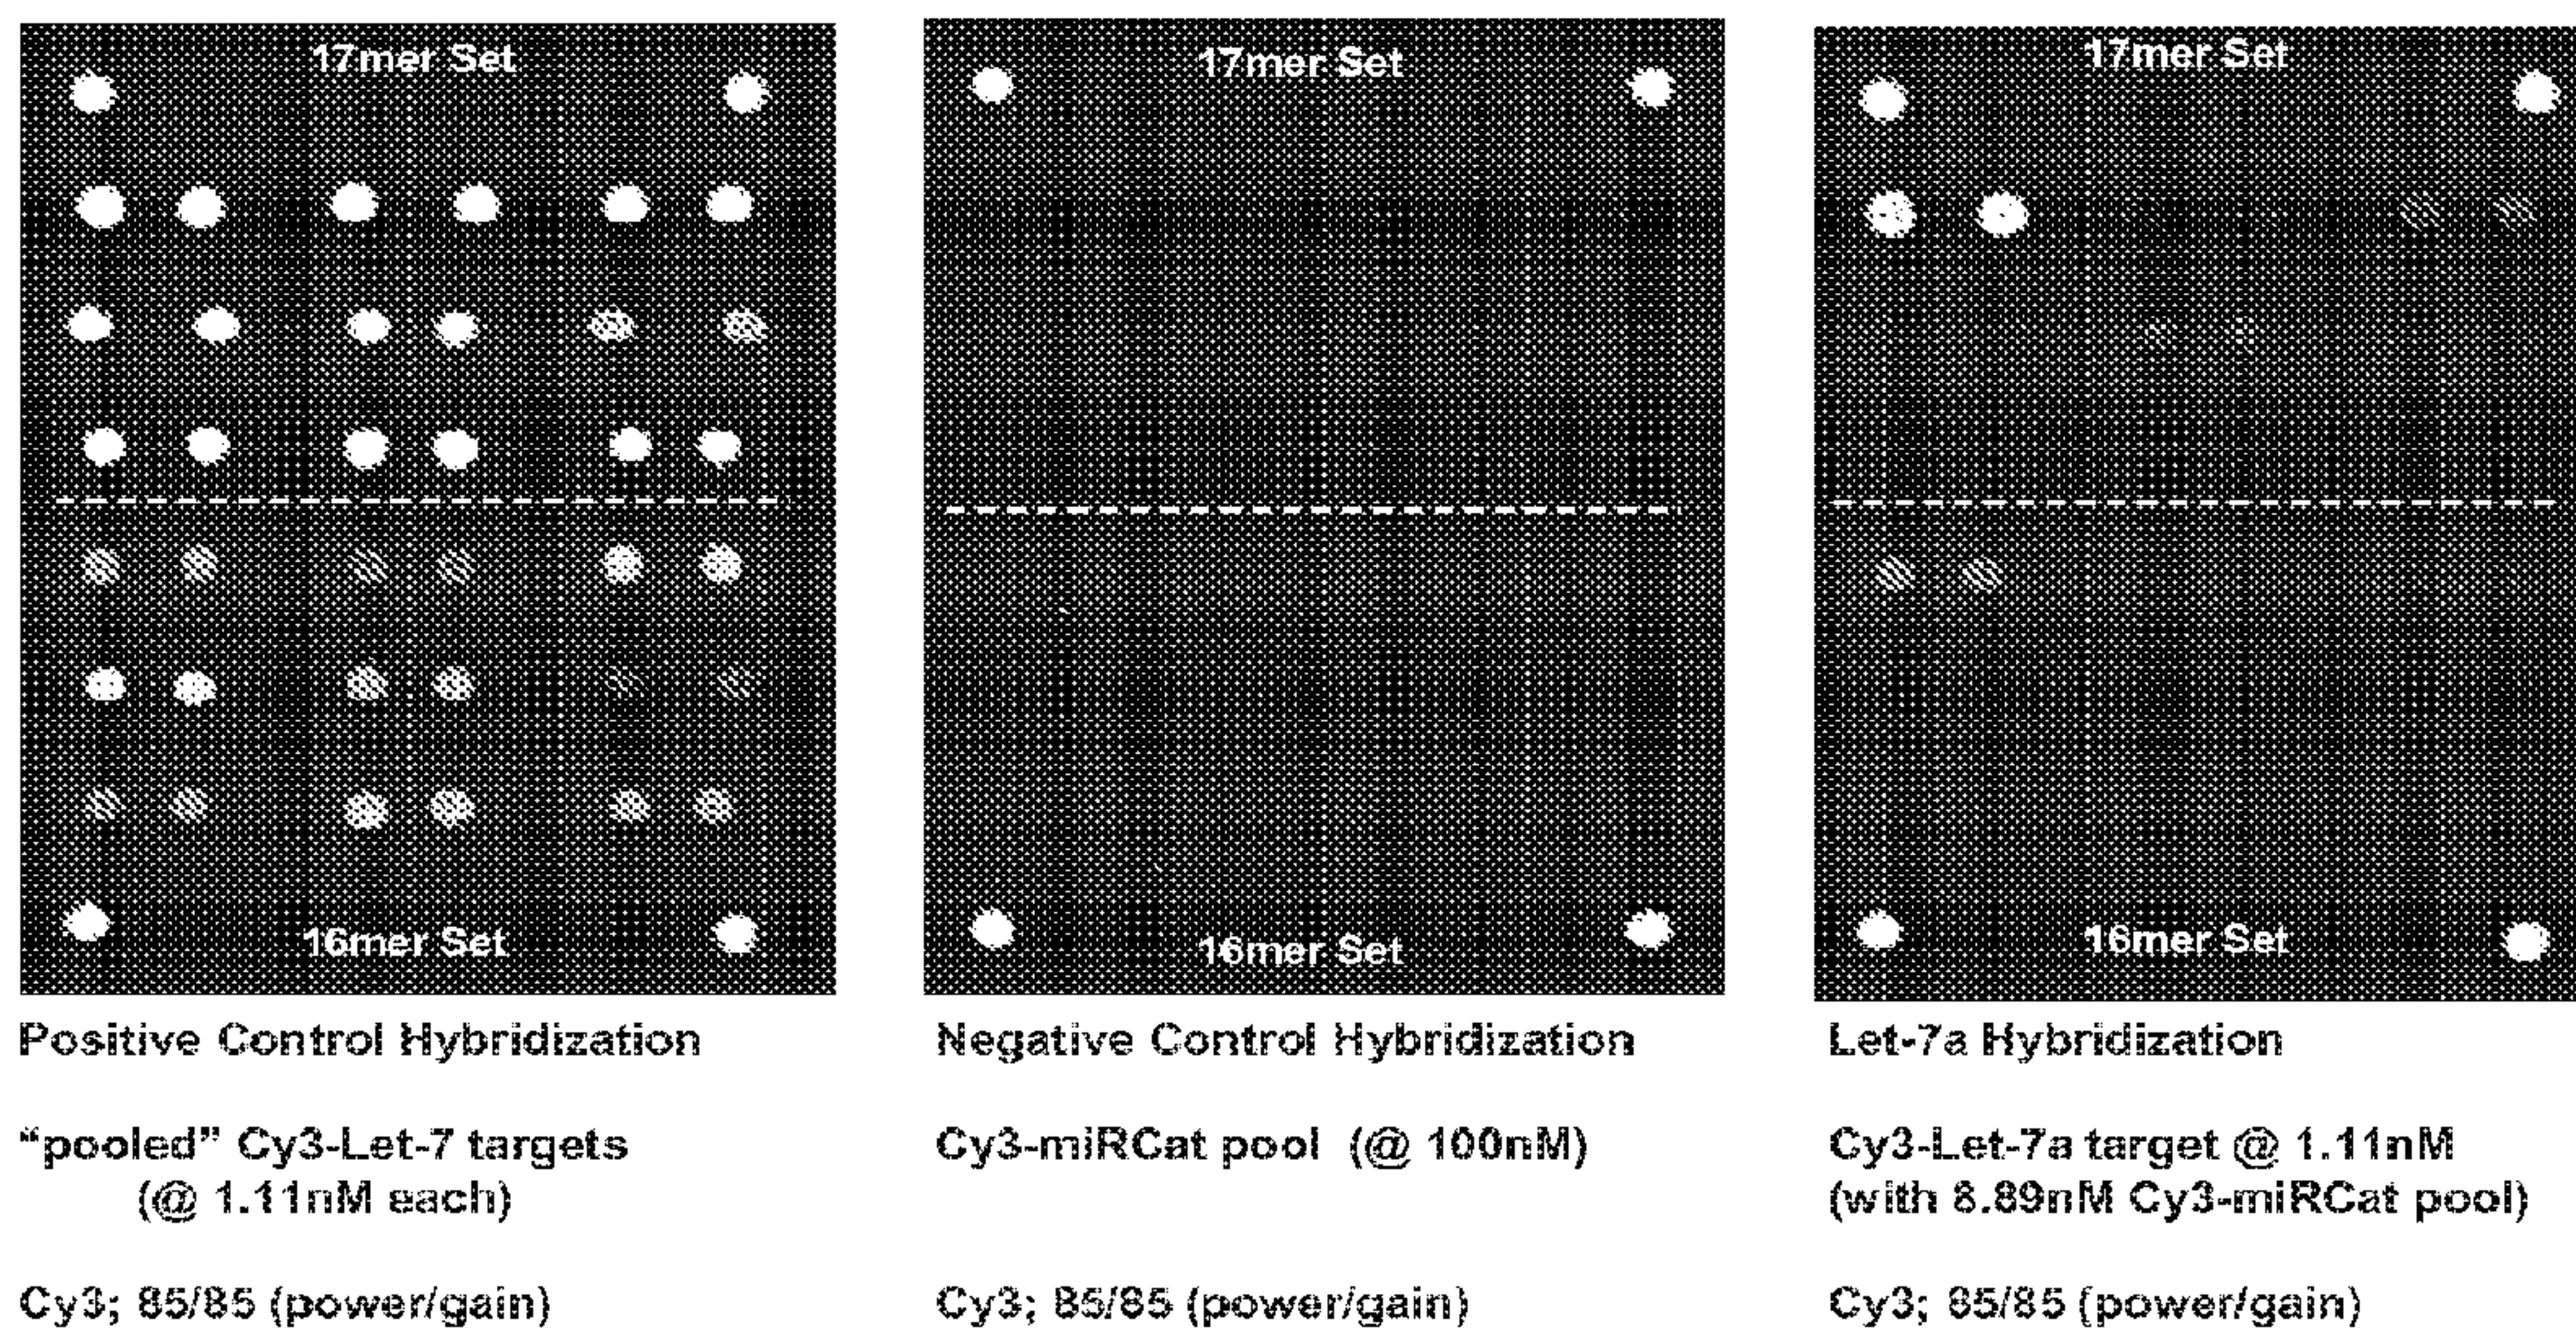 17mer Set
16mer Set
Positive Control Hybridization
"pooled" Cy3-Let-7 targets
(@ 1.11nM each)
Cy3; 85/85 (power/gain)
17mer Set
16mer Set
Negative Control Hybridization
Cy3-miRCat pool (@ 100nM)
Cy3; 85/85 (power/gain)
17mer Set
16mer Set
Let-7a Hybridization
Cy3-Let-7a target @ 1.11nM
(with 8.89nM Cy3-miRCat pool)
Cy3; 85/85 (power/gain)